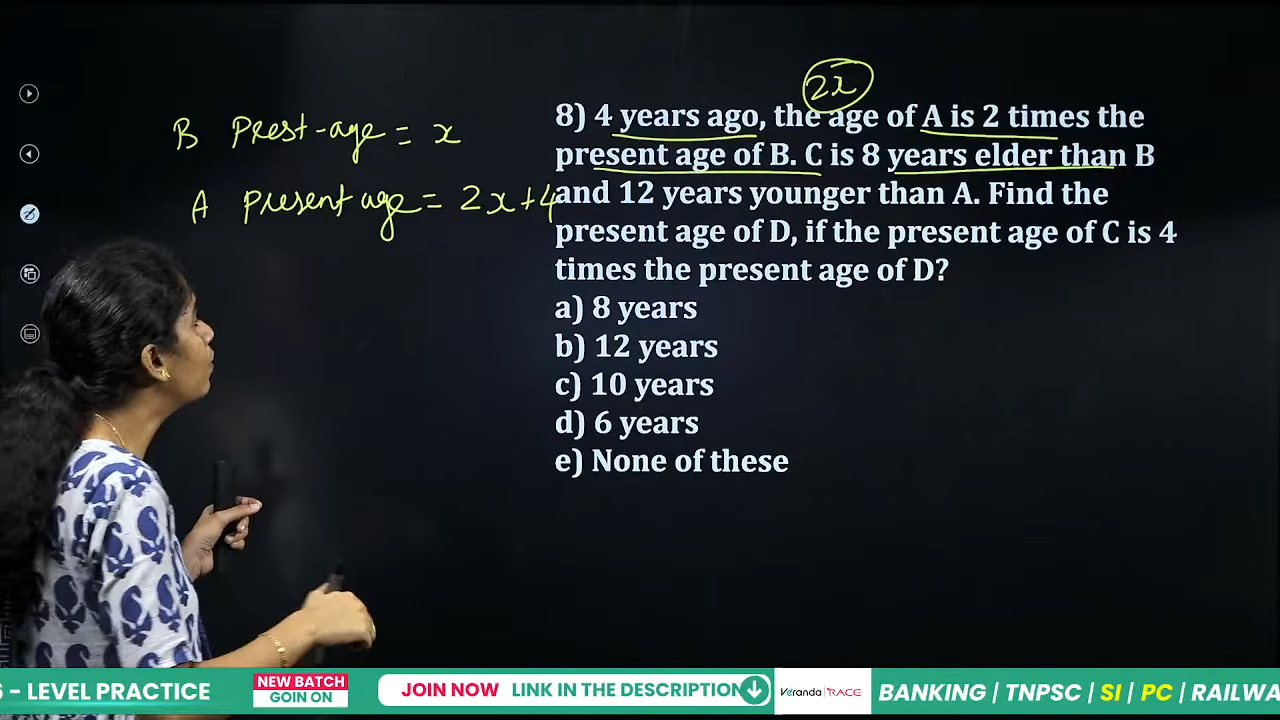 2x
B Prest-age = x
A Present age = 2x+4
8) 4 years ago, the age of A is 2 times the
present age of B. C is 8 years elder than B
and 12 years younger than A. Find the
present age of D, if the present age of C is 4
times the present age of D?
a) 8 years
b) 12 years
c) 10 years
d) 6 years
e) None of these
- LEVEL PRACTICE
NEW BATCH
GOIN ON
JOIN NOW LINK IN THE DESCRIPTION
Veranda | RACE
BANKING | TNPSC | SI | PC | RAILWA